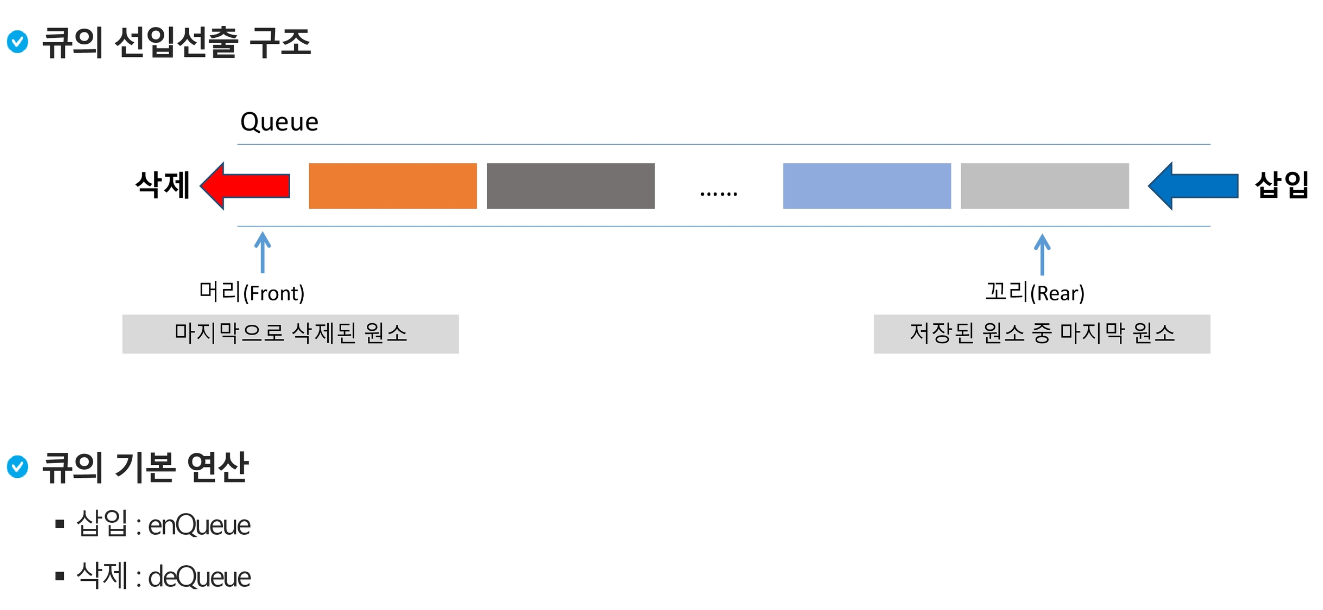 큐의 선입선출 구조
Queue
삭제
......
삽입
머리(Front)
꼬리(Rear)
마지막으로 삭제된 원소
저장된 원소 중 마지막 원소
큐의 기본 연산
▪ 삽입 : enQueue
▪ 삭제 : deQueue